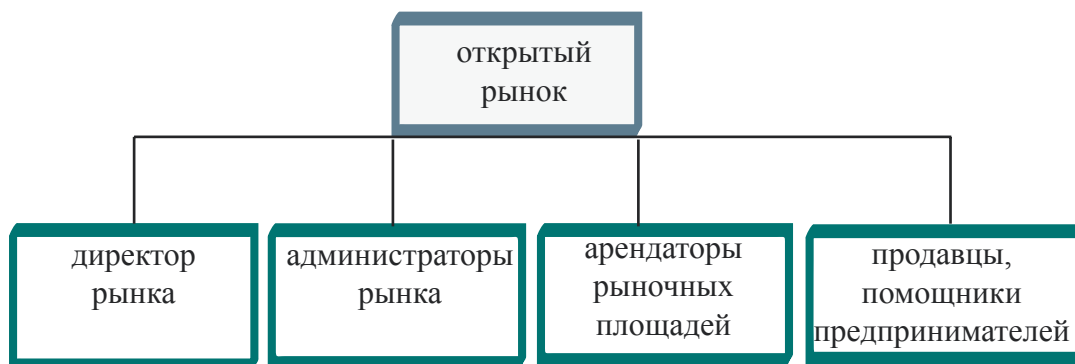 открытый
рынок
директор
рынка
администраторы
рынка
арендаторы
рыночных
площадей
продавцы,
помощники
предпринимателей